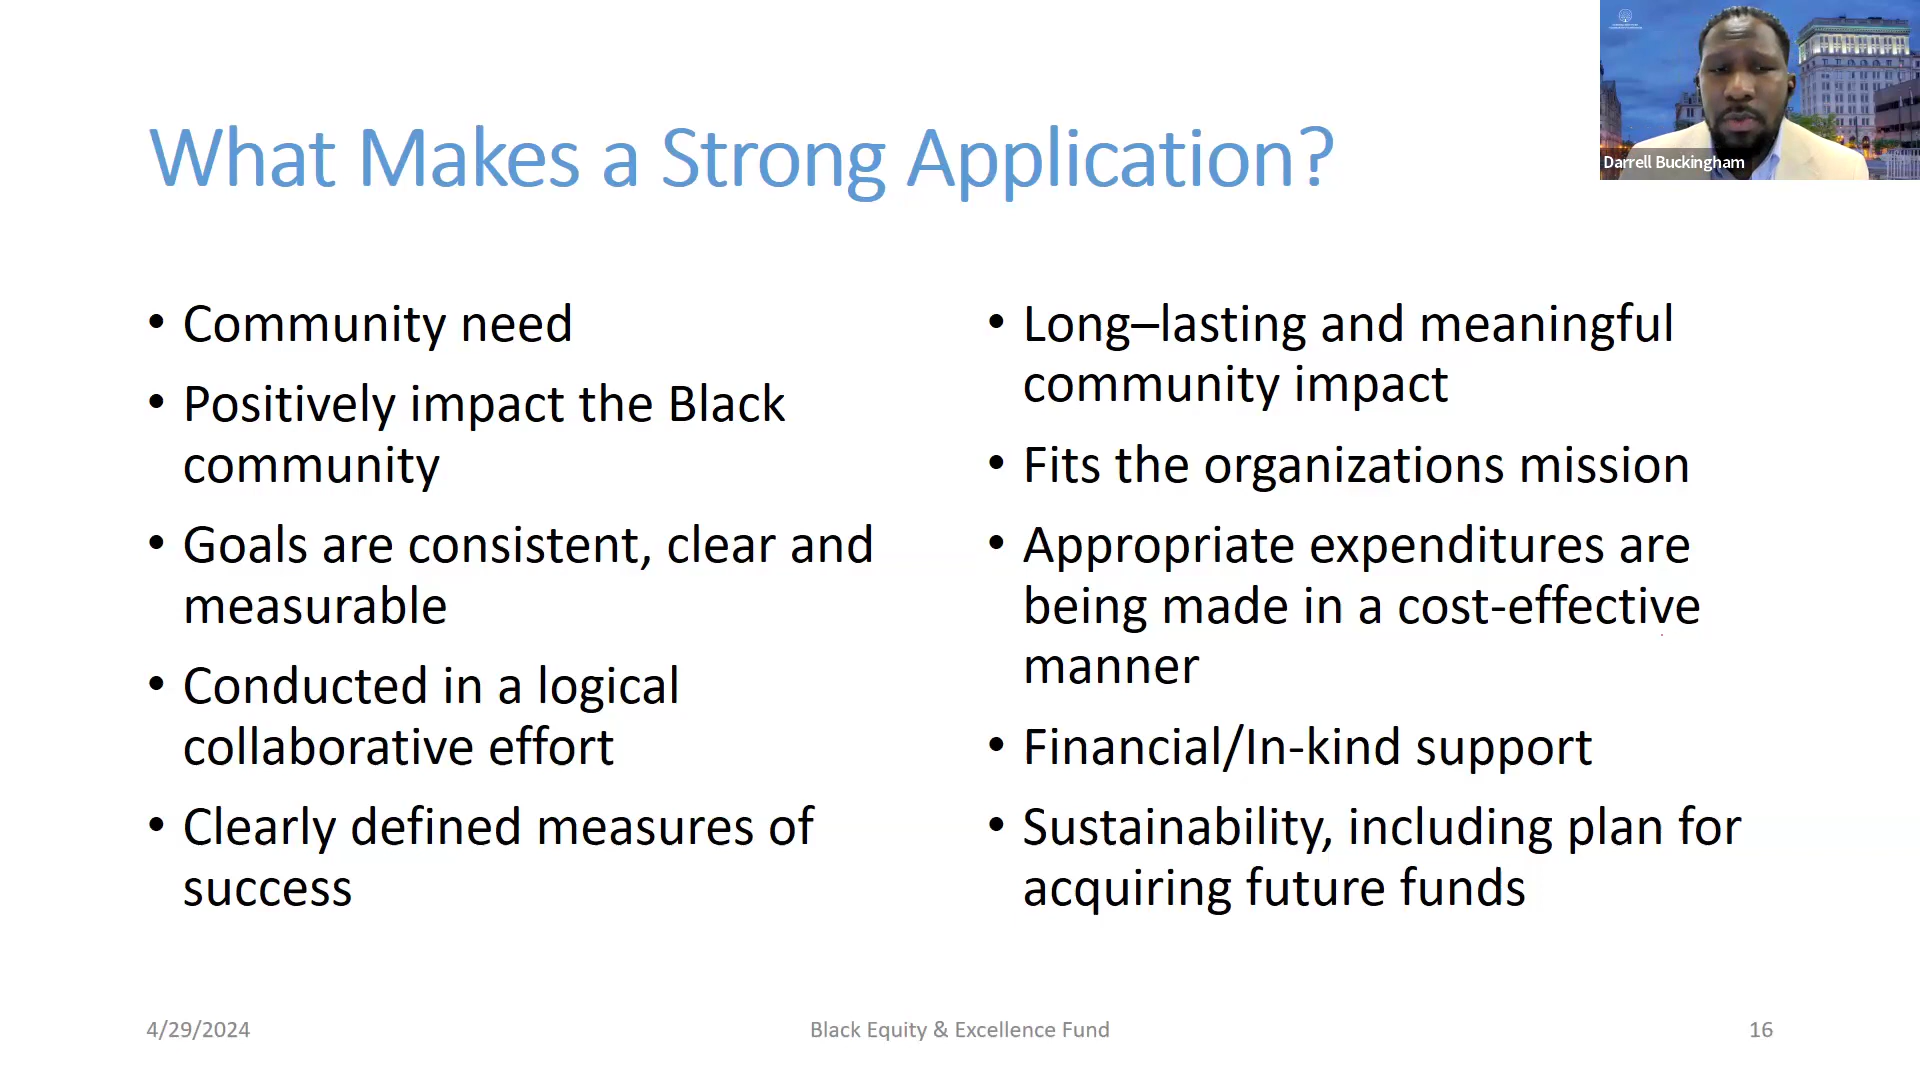 What Makes a Strong Application?
Darrell Buckingham
• Community need
• Positively impact the Black
community
• Goals are consistent, clear and
measurable
• Conducted in a logical
collaborative effort
• Clearly defined measures of
success
• Long–lasting and meaningful
community impact
• Fits the organizations mission
• Appropriate expenditures are
being made in a cost-effective
manner
• Financial/In-kind support
• Sustainability, including plan for
acquiring future funds
4/29/2024
Black Equity & Excellence Fund
16